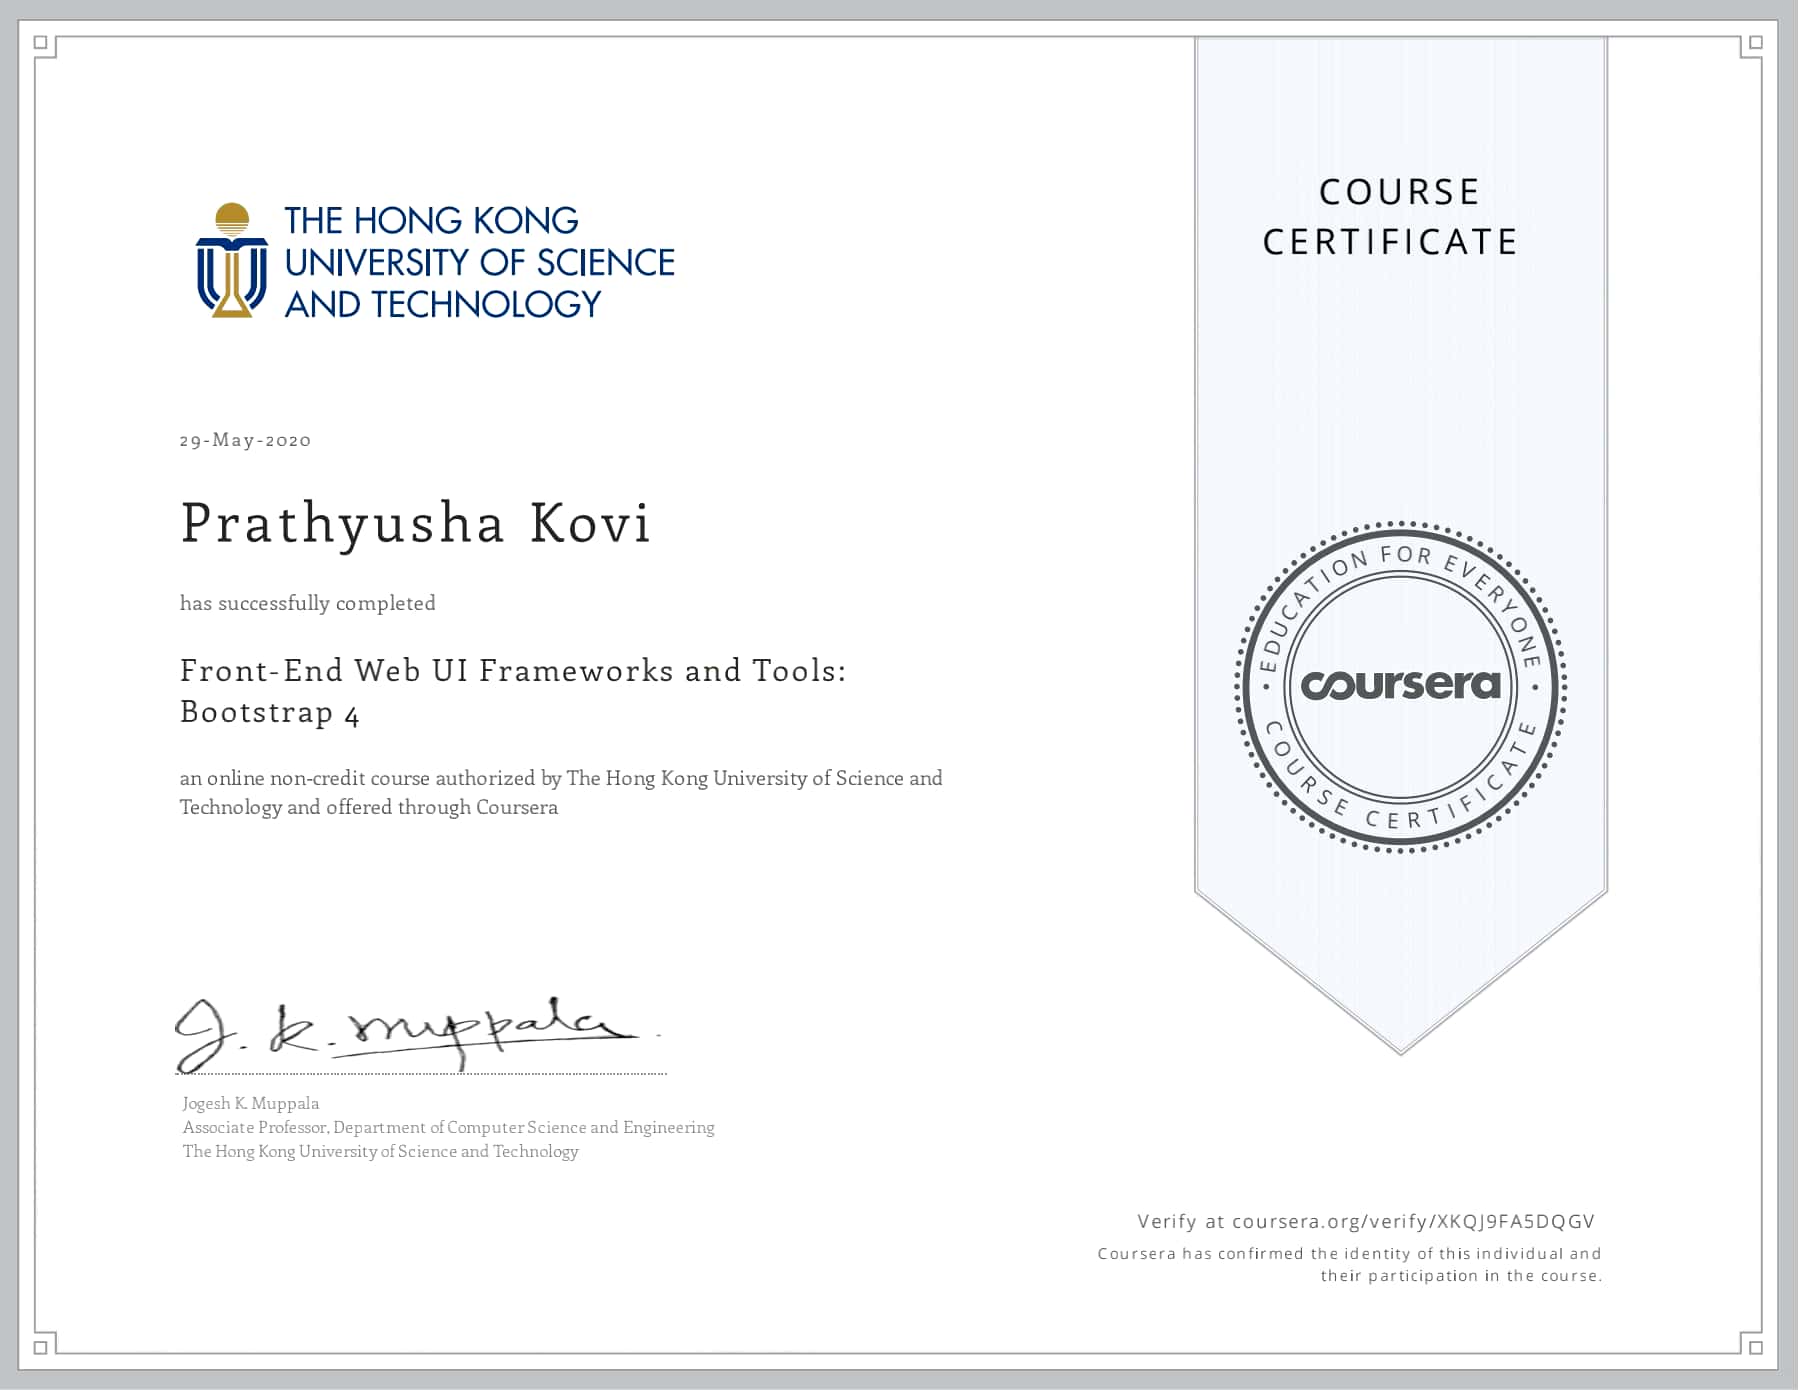 THE HONG KONG
UNIVERSITY OF SCIENCE
AND TECHNOLOGY
COURSE
CERTIFICATE
29-May-2020
Prathyusha Kovi
has successfully completed
Front-End Web UI Frameworks and Tools:
Bootstrap 4
an online non-credit course authorized by The Hong Kong University of Science and
Technology and offered through Coursera
EDUCATION FOR EVERYONE
coursera
COURSE CERTIFICATE
J. K. Muppala
Jogesh K. Muppala
Associate Professor, Department of Computer Science and Engineering
The Hong Kong University of Science and Technology
Verify at coursera.org/verify/XKQJ9FA5DQGV
Coursera has confirmed the identity of this individual and
their participation in the course.